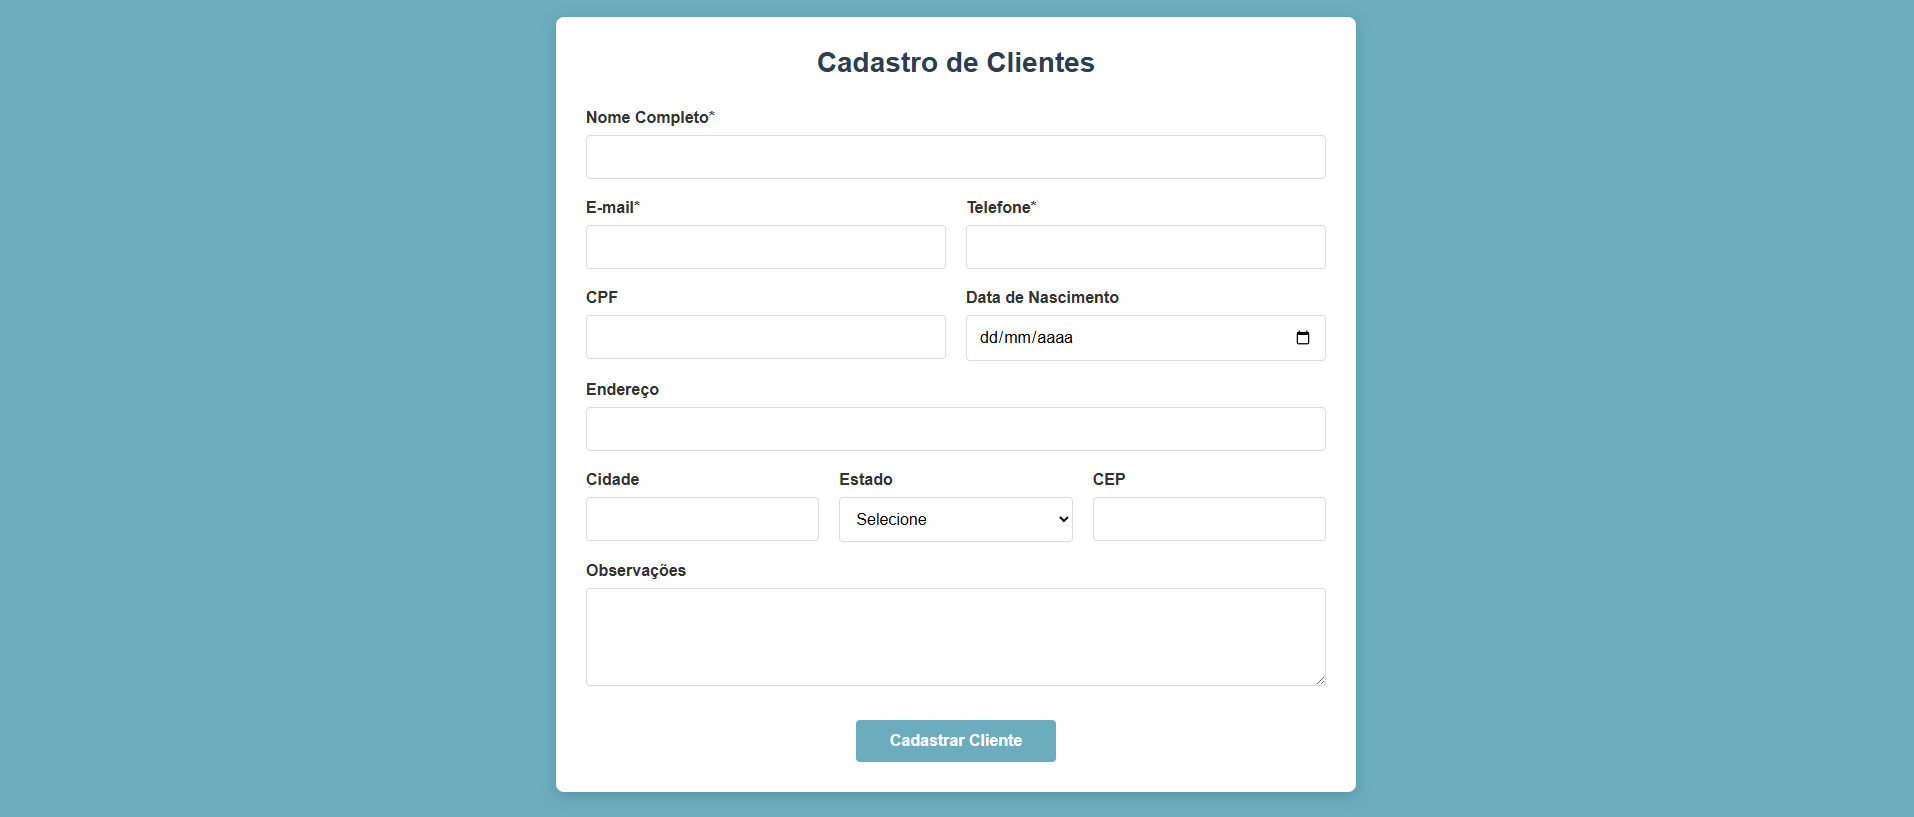 Cadastro de Clientes
Nome Completo*
E-mail* Telefone*
CPF Data de Nascimento
dd/mm/aaaa
Endereço
Cidade Estado CEP
Selecione
Observações
Cadastrar Cliente